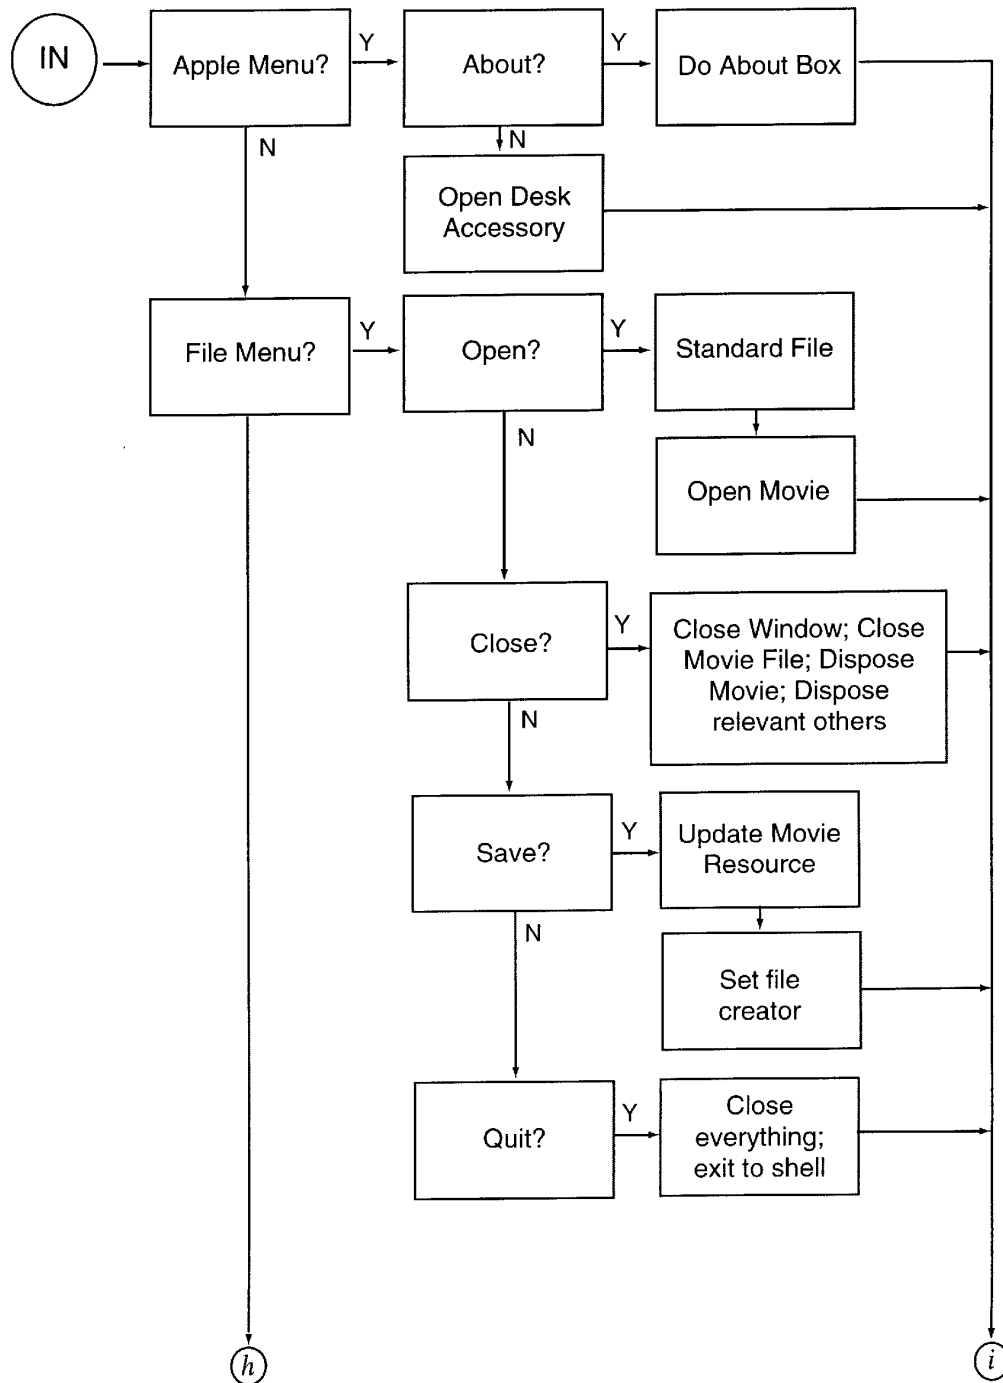 IN
Apple Menu?
Y
About?
Y
Do About Box
N
N
Open Desk
Accessory
File Menu?
Y
Open?
Y
Standard File
N
Open Movie
Close?
Y
Close Window; Close
Movie File; Dispose
Movie; Dispose
relevant others
N
Save?
Y
Update Movie
Resource
N
Set file
creator
Quit?
Y
Close
everything;
exit to shell
h
i